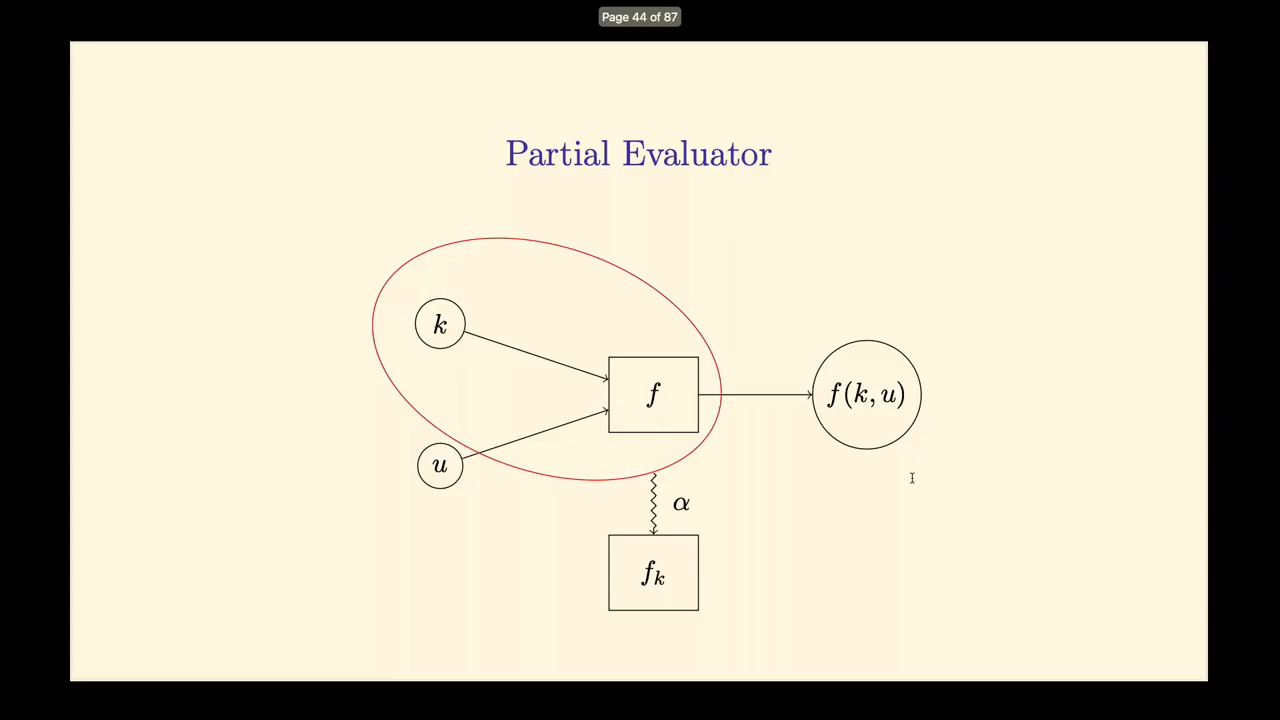 Page 44 of 87
Partial Evaluator
k
f
f(k, u)
u
α
f_k